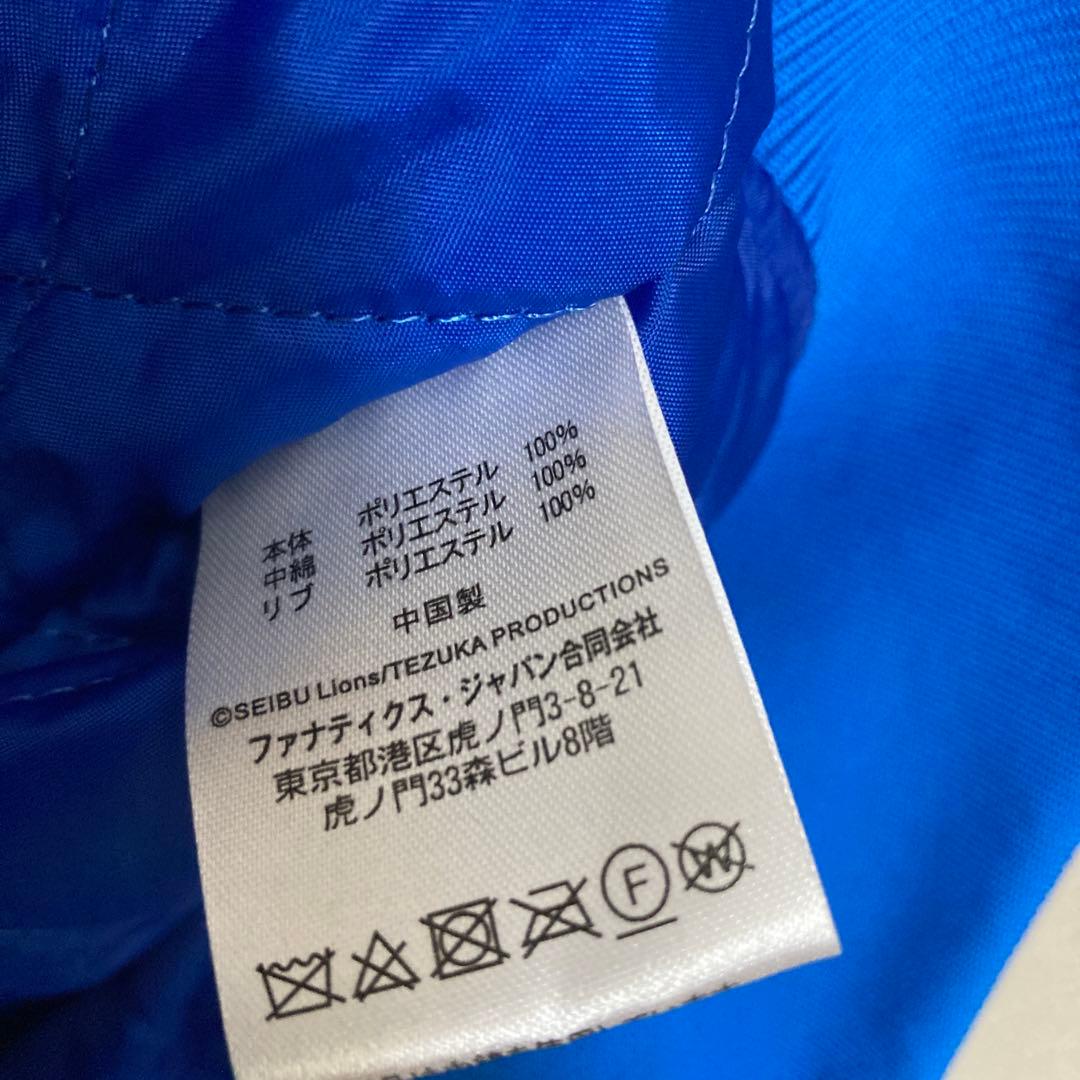 本体 ポリエステル 100%
中綿 ポリエステル 100%
リブ ポリエステル 100%
中国製
©SEIBU Lions/TEZUKA PRODUCTIONS
ファナティクス・ジャパン合同会社
東京都港区虎ノ門3-8-21
虎ノ門33森ビル8階
F
W